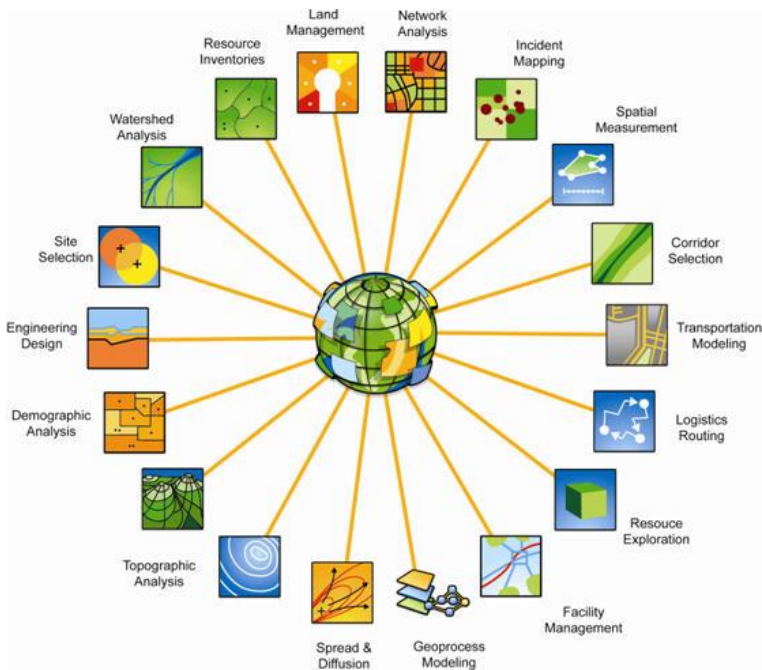 Network
Analysis
Land
Management
Incident
Mapping
Resource
Inventories
Spatial
Measurement
Watershed
Analysis
Site
Selection
Corridor
Selection
Engineering
Design
Transportation
Modeling
Demographic
Analysis
Logistics
Routing
Resouce
Exploration
Topographic
Analysis
Facility
Management
Spread &
Diffusion
Geoprocess
Modeling